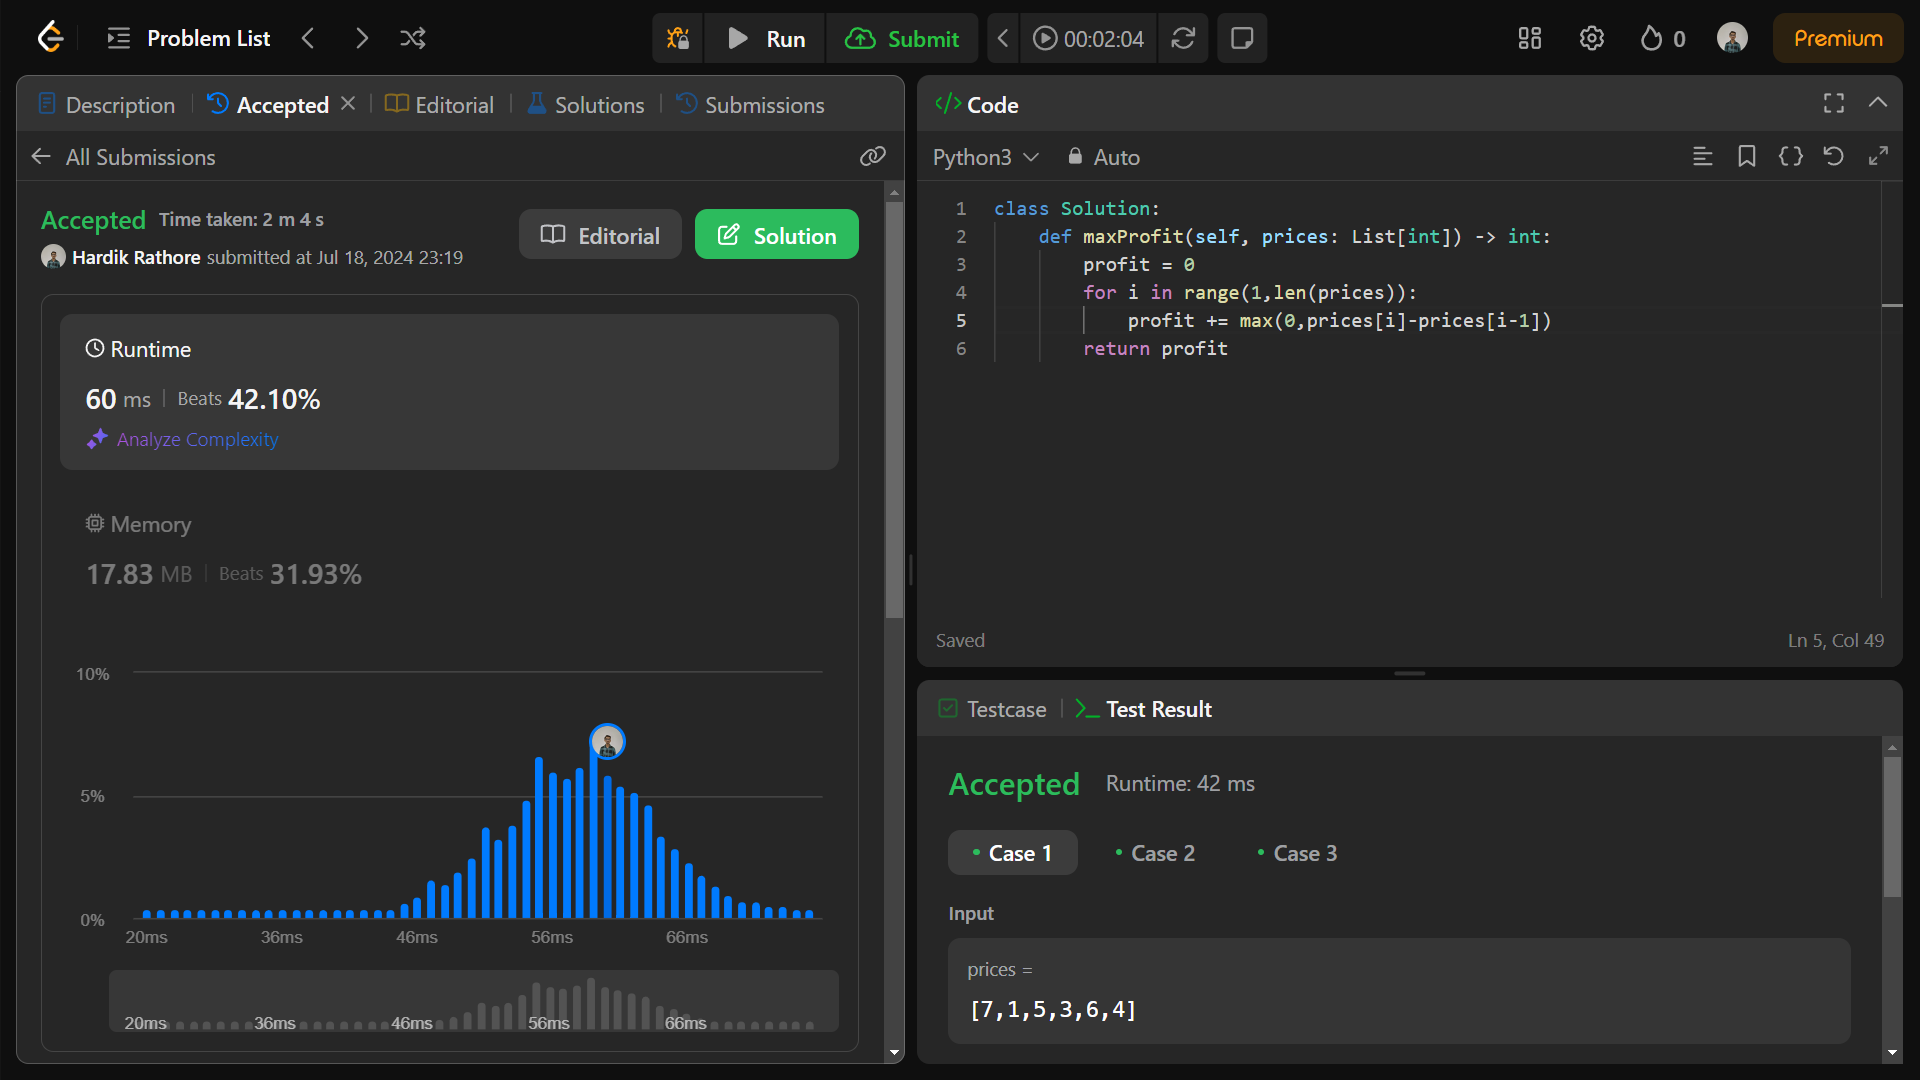 Problem List
Run
Submit
00:02:04
0
Premium
Description
Accepted
Editorial
Solutions
Submissions
All Submissions
Accepted
Time taken: 2 m 4 s
Hardik Rathore submitted at Jul 18, 2024 23:19
Editorial
Solution
Runtime
60 ms
Beats 42.10%
Analyze Complexity
Memory
17.83 MB
Beats 31.93%
10%
5%
0%
20ms 36ms 46ms 56ms 66ms
20ms 36ms 46ms 56ms 66ms
</> Code
Python3
Auto
1 class Solution:
2 def maxProfit(self, prices: List[int]) -> int:
3 profit = 0
4 for i in range(1,len(prices)):
5 profit += max(0,prices[i]-prices[i-1])
6 return profit
Saved
Ln 5, Col 49
Testcase
Test Result
Accepted
Runtime: 42 ms
Case 1
Case 2
Case 3
Input
prices =
[7,1,5,3,6,4]